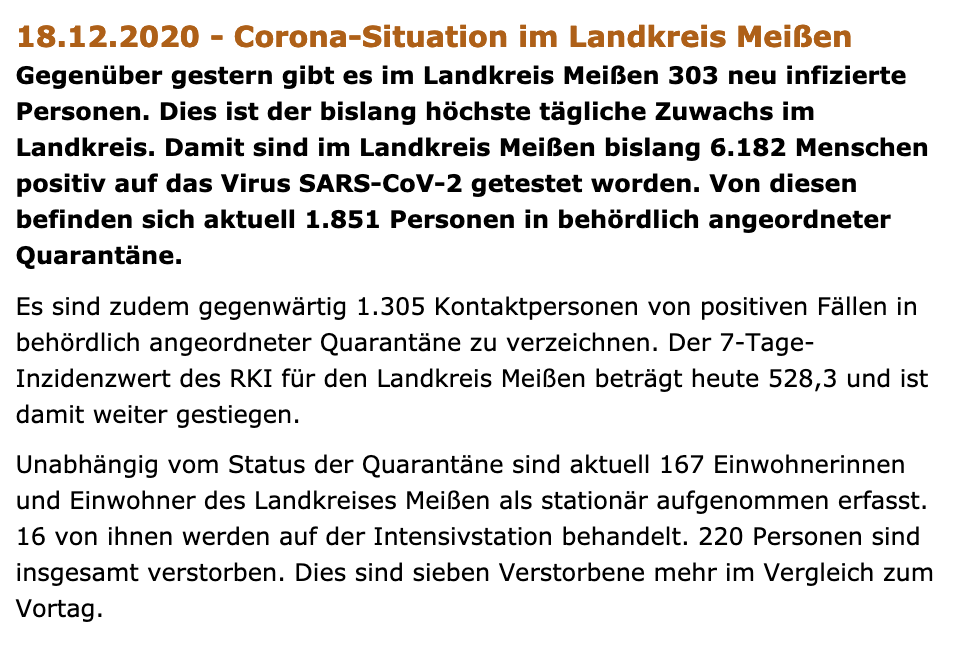 18.12.2020 - Corona-Situation im Landkreis Meißen
Gegenüber gestern gibt es im Landkreis Meißen 303 neu infizierte
Personen. Dies ist der bislang höchste tägliche Zuwachs im
Landkreis. Damit sind im Landkreis Meißen bislang 6.182 Menschen
positiv auf das Virus SARS-CoV-2 getestet worden. Von diesen
befinden sich aktuell 1.851 Personen in behördlich angeordneter
Quarantäne.
Es sind zudem gegenwärtig 1.305 Kontaktpersonen von positiven Fällen in
behördlich angeordneter Quarantäne zu verzeichnen. Der 7-Tage-
Inzidenzwert des RKI für den Landkreis Meißen beträgt heute 528,3 und ist
damit weiter gestiegen.
Unabhängig vom Status der Quarantäne sind aktuell 167 Einwohnerinnen
und Einwohner des Landkreises Meißen als stationär aufgenommen erfasst.
16 von ihnen werden auf der Intensivstation behandelt. 220 Personen sind
insgesamt verstorben. Dies sind sieben Verstorbene mehr im Vergleich zum
Vortag.